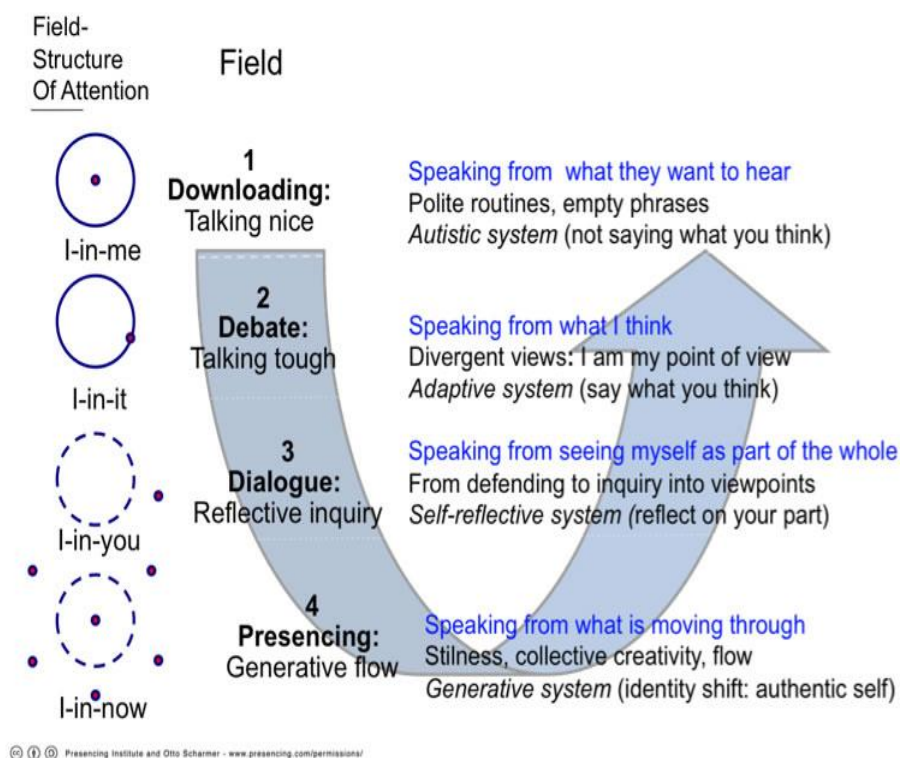 Field-
Structure
Of Attention
Field
I-in-me
1
Downloading:
Talking nice
Speaking from what they want to hear
Polite routines, empty phrases
Autistic system (not saying what you think)
I-in-it
2
Debate:
Talking tough
Speaking from what I think
Divergent views: I am my point of view
Adaptive system (say what you think)
I-in-you
3
Dialogue:
Reflective inquiry
Speaking from seeing myself as part of the whole
From defending to inquiry into viewpoints
Self-reflective system (reflect on your part)
I-in-now
4
Presencing:
Generative flow
Speaking from what is moving through
Stilness, collective creativity, flow
Generative system (identity shift: authentic self)
Presencing Institute and Otto Scharmer - www.presencing.com/permissions/